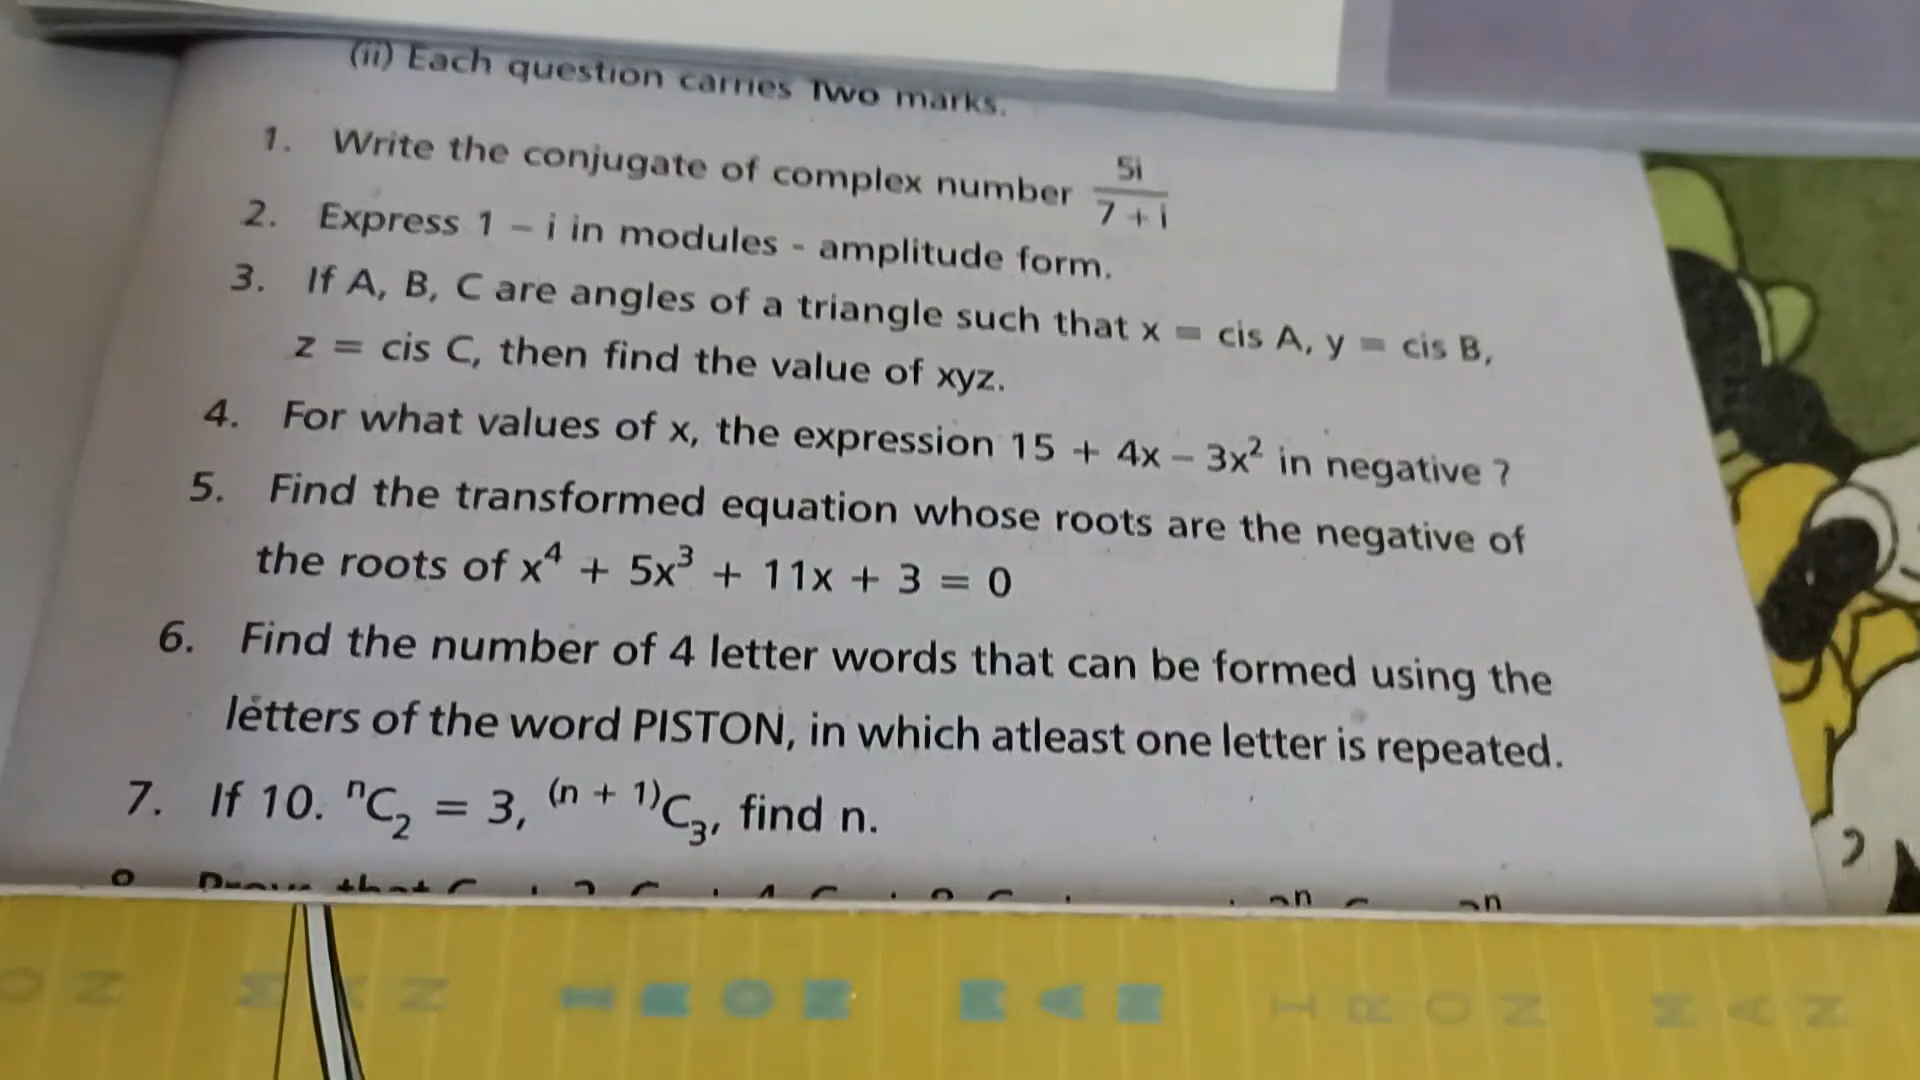 (ii) Each question carries Two marks.
1. Write the conjugate of complex number 5i / 7 + i
2. Express 1 – i in modules - amplitude form.
3. If A, B, C are angles of a triangle such that x = cis A, y = cis B,
z = cis C, then find the value of xyz.
4. For what values of x, the expression 15 + 4x – 3x² in negative ?
5. Find the transformed equation whose roots are the negative of
the roots of x⁴ + 5x³ + 11x + 3 = 0
6. Find the number of 4 letter words that can be formed using the
letters of the word PISTON, in which atleast one letter is repeated.
7. If 10. ⁿC₂ = 3, ⁽ⁿ ⁺ ¹⁾C₃, find n.
IRON MAN IRON MAN